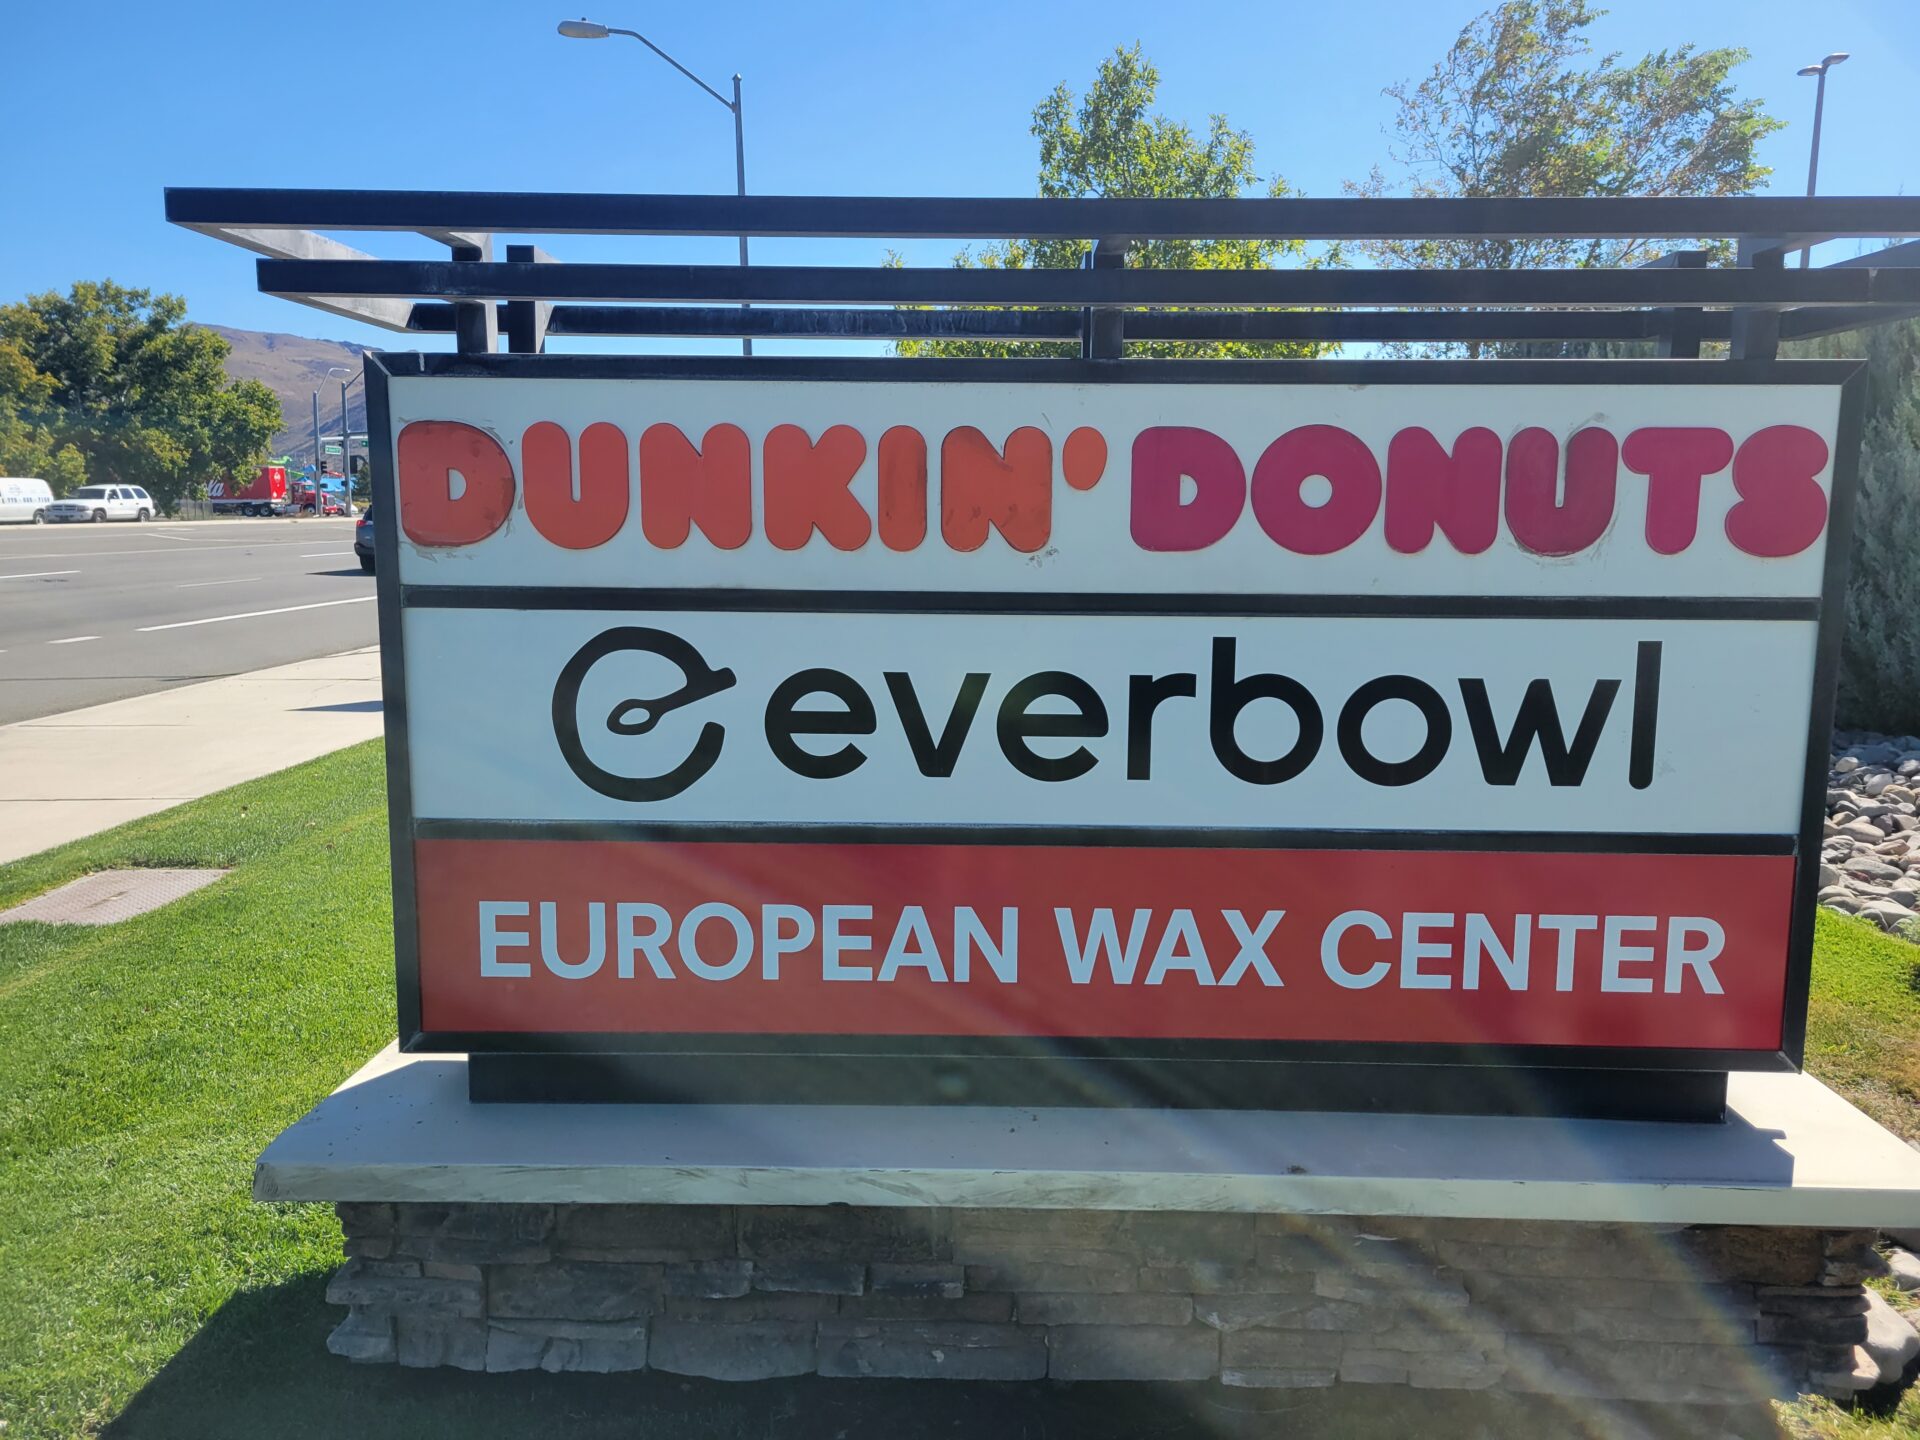 DUNKIN' DONUTS
everbowl
EUROPEAN WAX CENTER